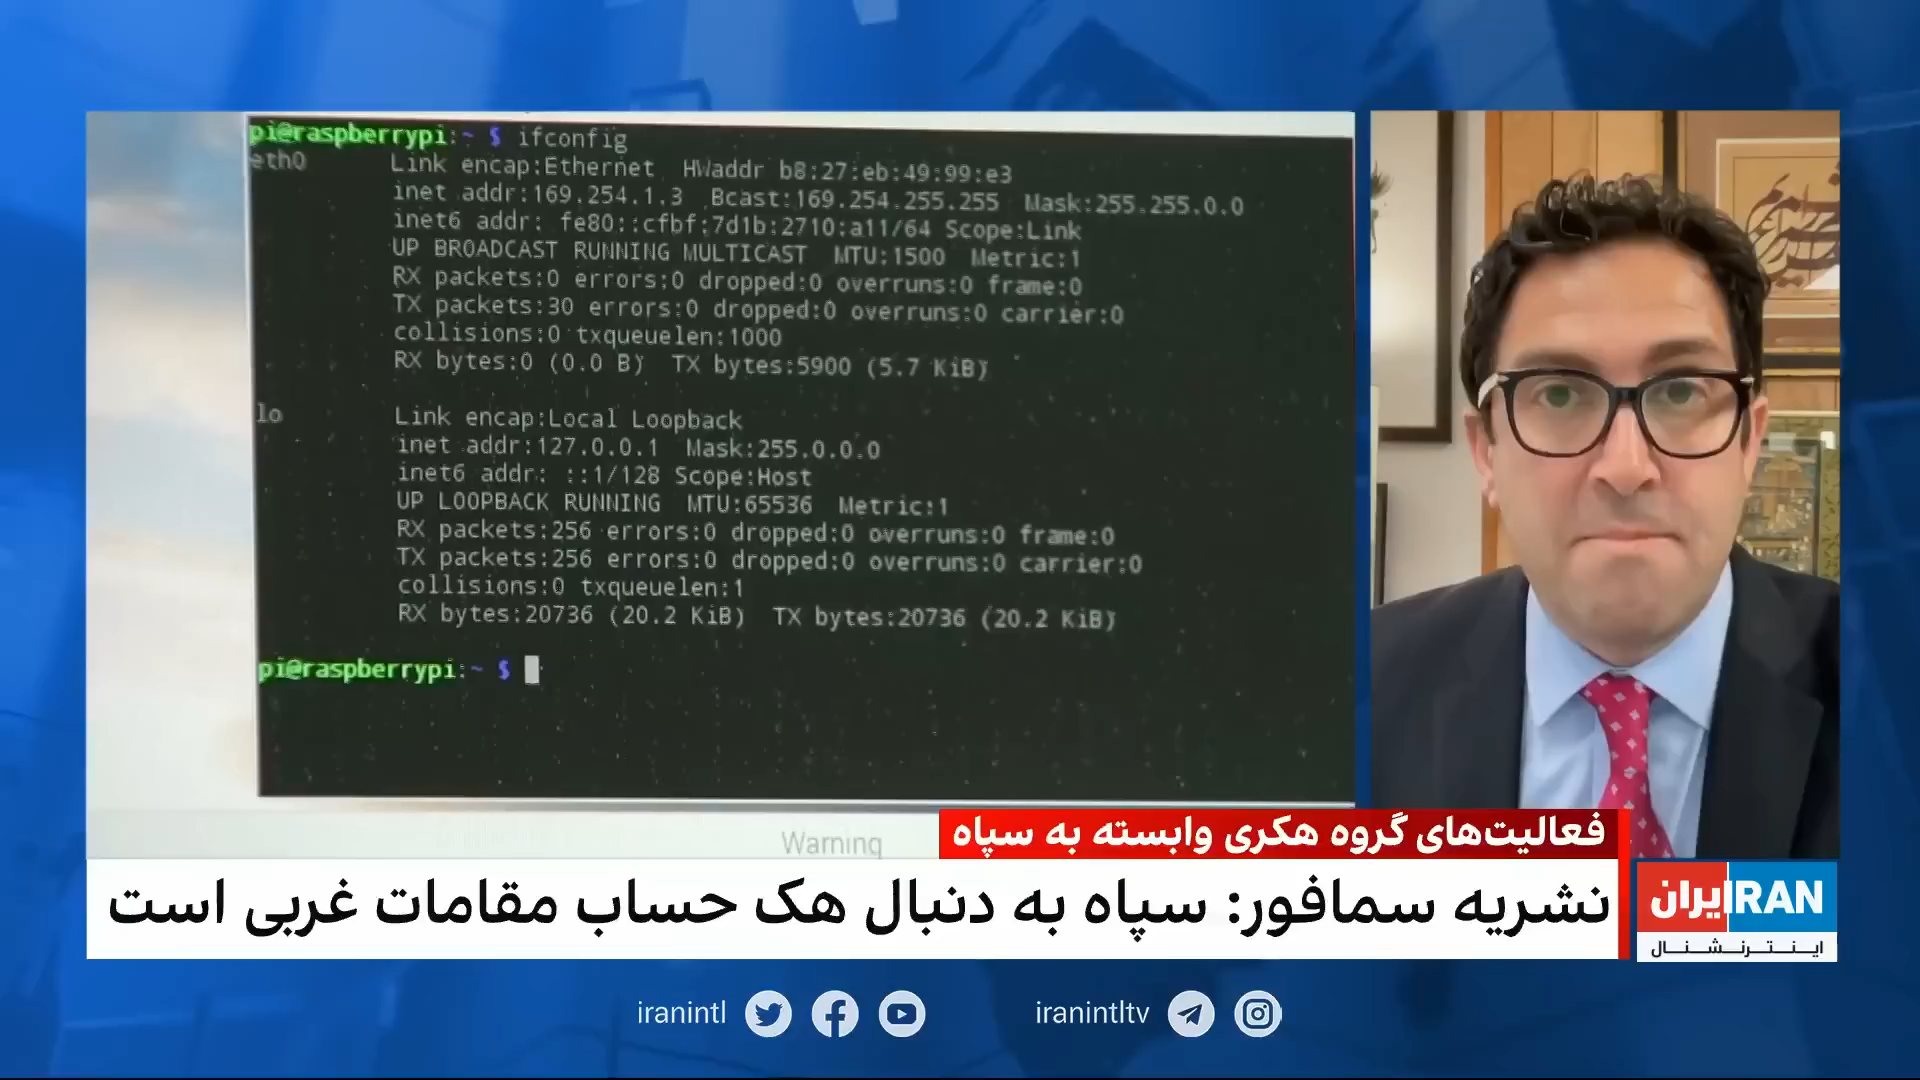 pi@raspberrypi:~ $ ifconfig
eth0 Link encap:Ethernet HWaddr b8:27:eb:49:99:e3
inet addr:169.254.1.3 Bcast:169.254.255.255 Mask:255.255.0.0
inet6 addr: fe80::cfbf:7d1b:2710:a11/64 Scope:Link
UP BROADCAST RUNNING MULTICAST MTU:1500 Metric:1
RX packets:0 errors:0 dropped:0 overruns:0 frame:0
TX packets:30 errors:0 dropped:0 overruns:0 carrier:0
collisions:0 txqueuelen:1000
RX bytes:0 (0.0 B) TX bytes:5900 (5.7 KiB)
lo Link encap:Local Loopback
inet addr:127.0.0.1 Mask:255.0.0.0
inet6 addr: ::1/128 Scope:Host
UP LOOPBACK RUNNING MTU:65536 Metric:1
RX packets:256 errors:0 dropped:0 overruns:0 frame:0
TX packets:256 errors:0 dropped:0 overruns:0 carrier:0
collisions:0 txqueuelen:1
RX bytes:20736 (20.2 KiB) TX bytes:20736 (20.2 KiB)
pi@raspberrypi:~ $
Warning
فعالیت‌های گروه هکری وابسته به سپاه
نشریه سمافور: سپاه به دنبال هک حساب مقامات غربی است
ایران IRAN
اینترنشنال
iranintl
iranintltv